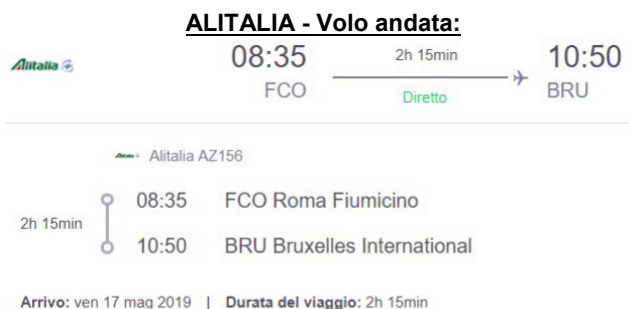 ALITALIA - Volo andata:
Alitalia 08:35 2h 15min 10:50
FCO Diretto BRU
Alitalia Alitalia AZ156
08:35 FCO Roma Fiumicino
2h 15min
10:50 BRU Bruxelles International
Arrivo: ven 17 mag 2019 | Durata del viaggio: 2h 15min